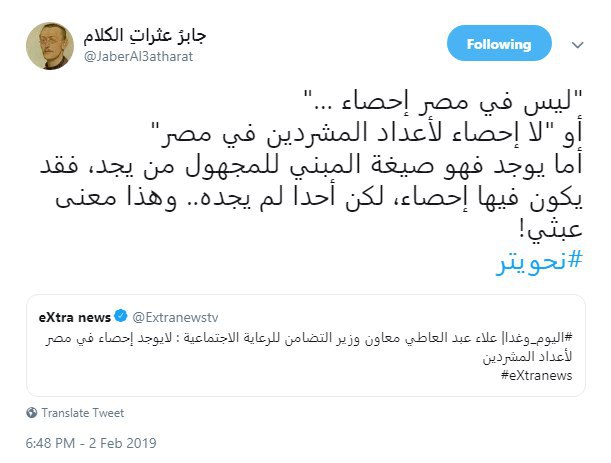 جابرُ عثراتِ الكلام
@JaberAl3atharat
Following
"ليس في مصر إحصاء ..."
أو "لا إحصاء لأعداد المشردين في مصر"
أما يوجد فهو صيغة المبني للمجهول من يجد، فقد
يكون فيها إحصاء، لكن أحدا لم يجده.. وهذا معنى
عبثي!
#نحويتر
eXtra news @Extranewstv
#اليوم_وغدا| علاء عبد العاطي معاون وزير التضامن للرعاية الاجتماعية : لايوجد إحصاء في مصر
لأعداد المشردين
#eXtranews
Translate Tweet
6:48 PM - 2 Feb 2019